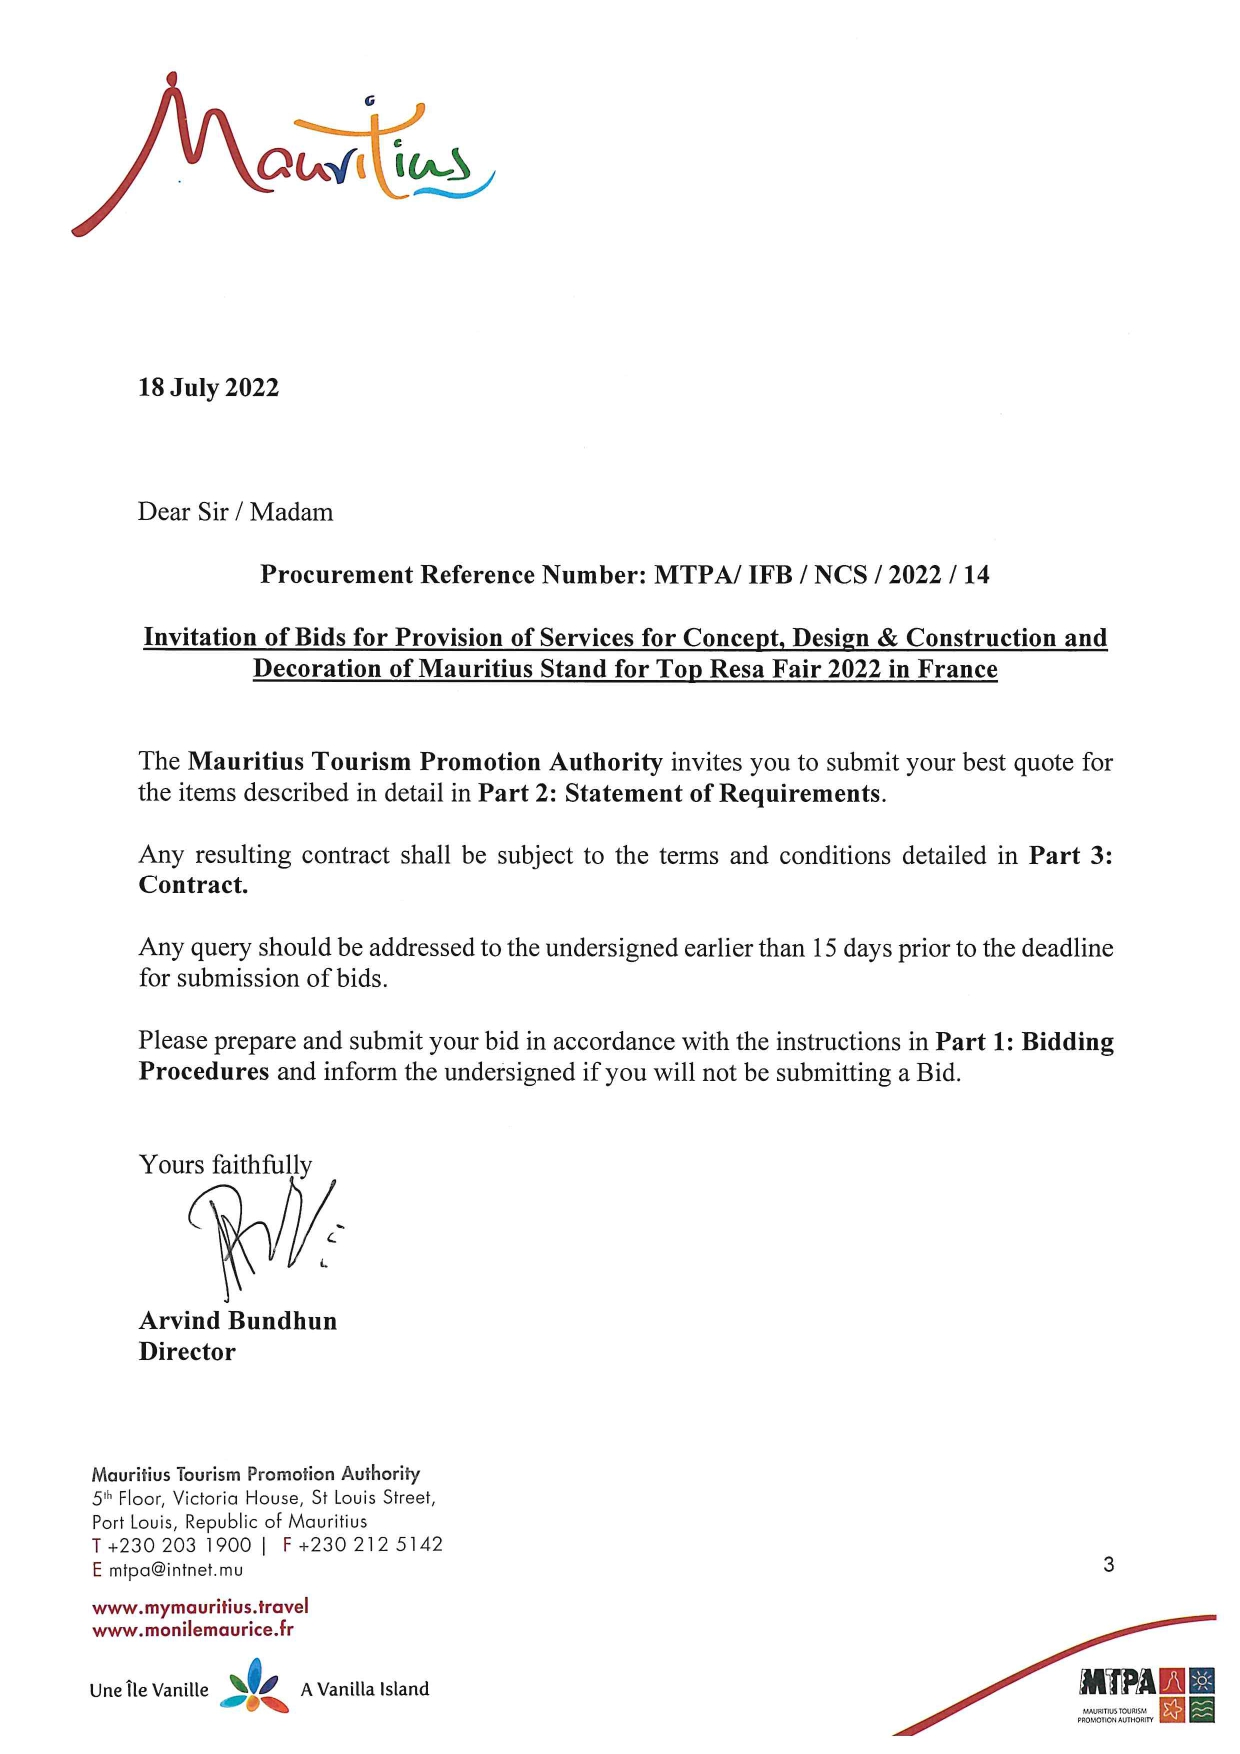 Mauritius
18 July 2022
Dear Sir / Madam
Procurement Reference Number: MTPA/ IFB / NCS / 2022 / 14
Invitation of Bids for Provision of Services for Concept, Design & Construction and
Decoration of Mauritius Stand for Top Resa Fair 2022 in France
The Mauritius Tourism Promotion Authority invites you to submit your best quote for
the items described in detail in Part 2: Statement of Requirements.
Any resulting contract shall be subject to the terms and conditions detailed in Part 3:
Contract.
Any query should be addressed to the undersigned earlier than 15 days prior to the deadline
for submission of bids.
Please prepare and submit your bid in accordance with the instructions in Part 1: Bidding
Procedures and inform the undersigned if you will not be submitting a Bid.
Yours faithfully
Arvind Bundhun
Director
Mauritius Tourism Promotion Authority
5th Floor, Victoria House, St Louis Street,
Port Louis, Republic of Mauritius
T +230 203 1900 | F +230 212 5142
E mtpa@intnet.mu
3
www.mymauritius.travel
www.monilemaurice.fr
Une Île Vanille A Vanilla Island
MTPA
MAURITIUS TOURISM
PROMOTION AUTHORITY